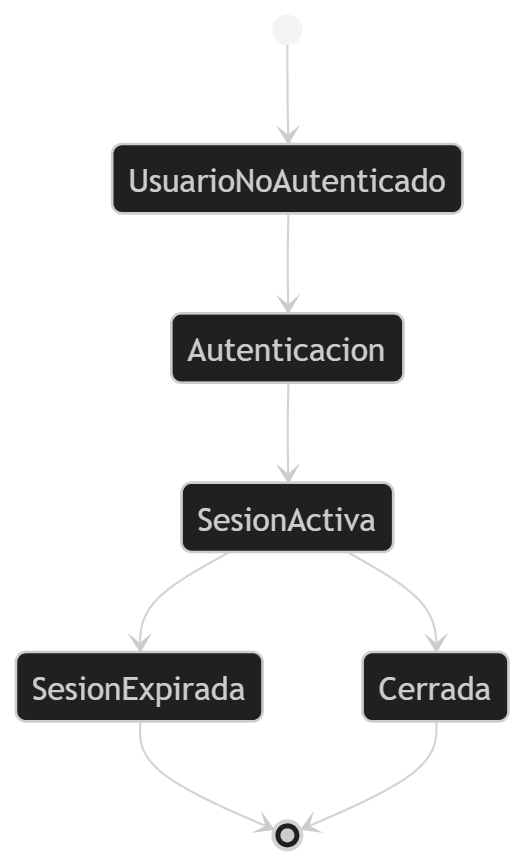 UsuarioNoAutenticado
Autenticacion
SesionActiva
SesionExpirada
Cerrada